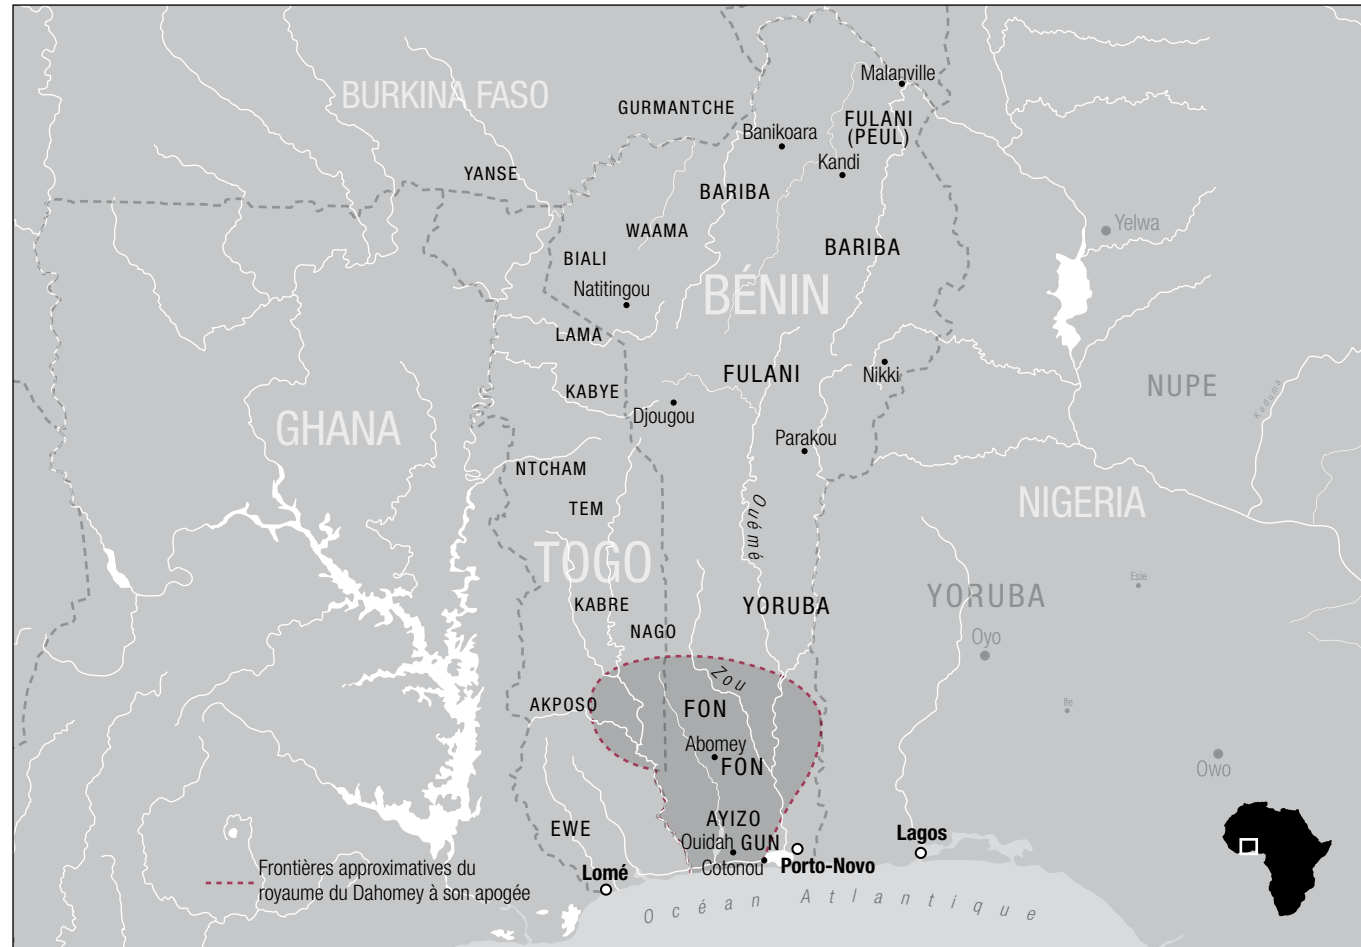 Malanville
BURKINA FASO
GURMANTCHE
FULANI
(PEUL)
Banikoara
Kandi
YANSE
BARIBA
Yelwa
WAAMA
BARIBA
BIALI
Natitingou
BÉNIN
LAMA
FULANI
Nikki
KABYE
NUPE
Kaduna
Djougou
GHANA
Parakou
NTCHAM
NIGERIA
TEM
Ouémé
TOGO
Esie
YORUBA
KABRE
YORUBA
NAGO
Oyo
Zou
AKPOSO
FON
Ife
Abomey
FON
Owo
AYIZO
EWE
Ouidah
GUN
Lagos
Cotonou
Porto-Novo
Lomé
Frontières approximatives du
royaume du Dahomey à son apogée
Océan Atlantique